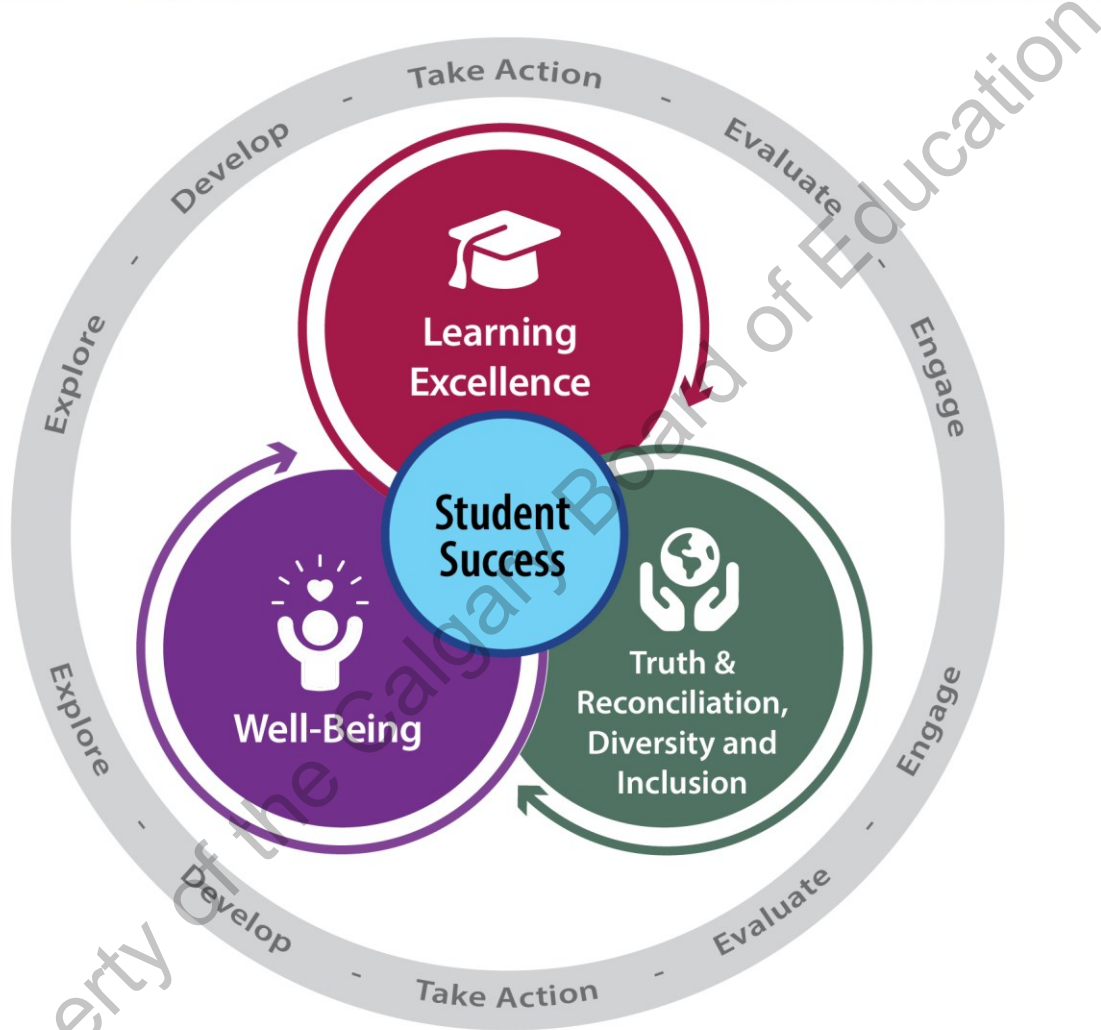 Explore - Develop - Take Action - Evaluate - Engage
Learning
Excellence
Student
Success
Well-Being
Truth &
Reconciliation,
Diversity and
Inclusion
Explore - Develop - Take Action - Evaluate - Engage
erty of the Calgary Board of Education